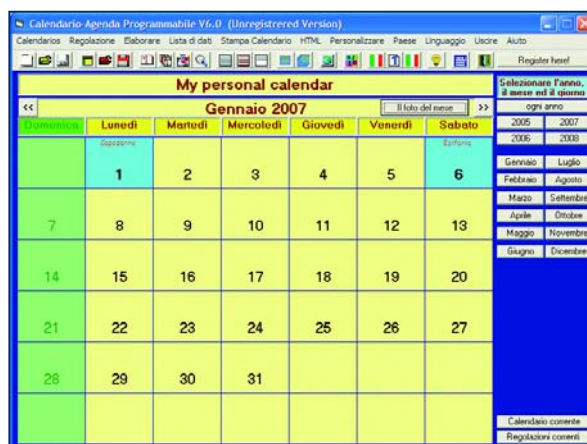 Calendario-Agenda Programmabile V6.0 (Unregistrered Version)
Calendarios Regolazione Elaborare Lista di dati Stampa Calendario HTML Personalizzare Paese Linguaggio Uscire Aiuto
Register here!
My personal calendar
<< Gennaio 2007 Il foto del mese >>
Domenica Lunedì Martedì Mercoledì Giovedì Venerdì Sabato
Capodanno Epifania
1 2 3 4 5 6
7 8 9 10 11 12 13
14 15 16 17 18 19 20
21 22 23 24 25 26 27
28 29 30 31
Selezionare l'anno,
il mese ed il giorno
ogni anno
2005 2007
2006 2008
Gennaio Luglio
Febbraio Agosto
Marzo Settembre
Aprile Ottobre
Maggio Novembre
Giugno Dicembre
Calendario corrente
Regolazioni correnti